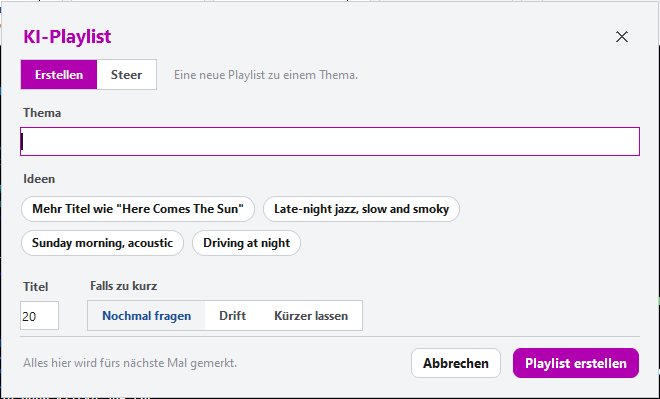 KI-Playlist
Erstellen Steer Eine neue Playlist zu einem Thema.
Thema
Ideen
Mehr Titel wie "Here Comes The Sun" Late-night jazz, slow and smoky
Sunday morning, acoustic Driving at night
Titel Falls zu kurz
20 Nochmal fragen Drift Kürzer lassen
Alles hier wird fürs nächste Mal gemerkt. Abbrechen Playlist erstellen